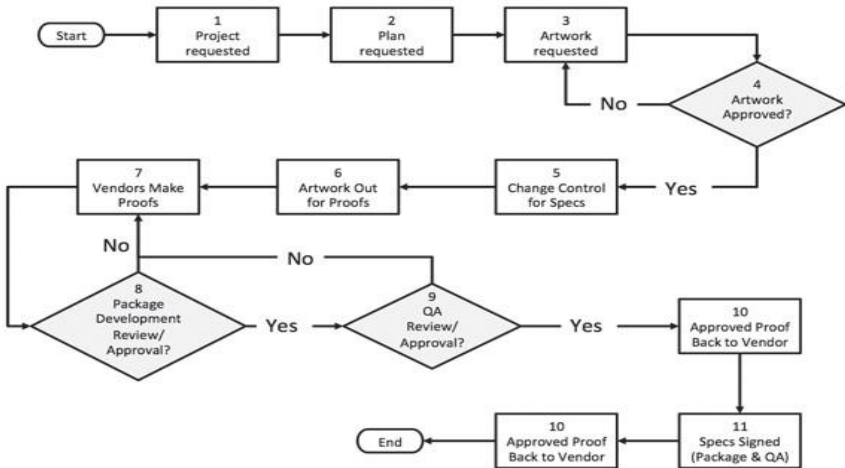 Start
1
Project
requested
2
Plan
requested
3
Artwork
requested
4
Artwork
Approved?
No
Yes
5
Change Control
for Specs
6
Artwork Out
for Proofs
7
Vendors Make
Proofs
No
No
8
Package
Development
Review/
Approval?
Yes
9
QA
Review/
Approval?
Yes
10
Approved Proof
Back to Vendor
11
Specs Signed
(Package & QA)
10
Approved Proof
Back to Vendor
End